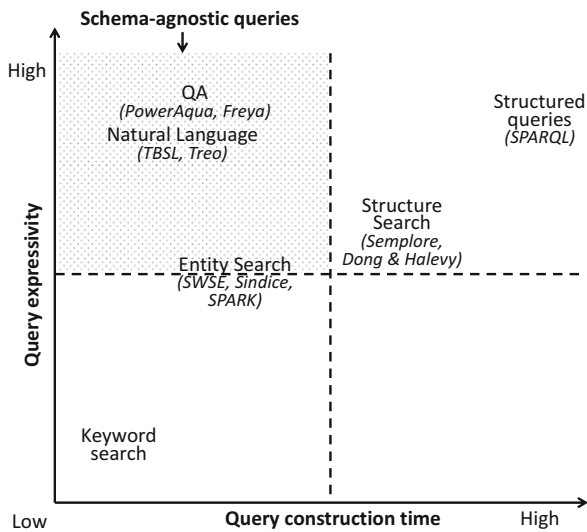 Schema-agnostic queries
High
QA
(PowerAqua, Freya)
Natural Language
(TBSL, Treo)
Structured
queries
(SPARQL)
Structure
Search
(Semplore,
Dong & Halevy)
Entity Search
(SWSE, Sindice,
SPARK)
Query expressivity
Keyword
search
Low
Query construction time
High